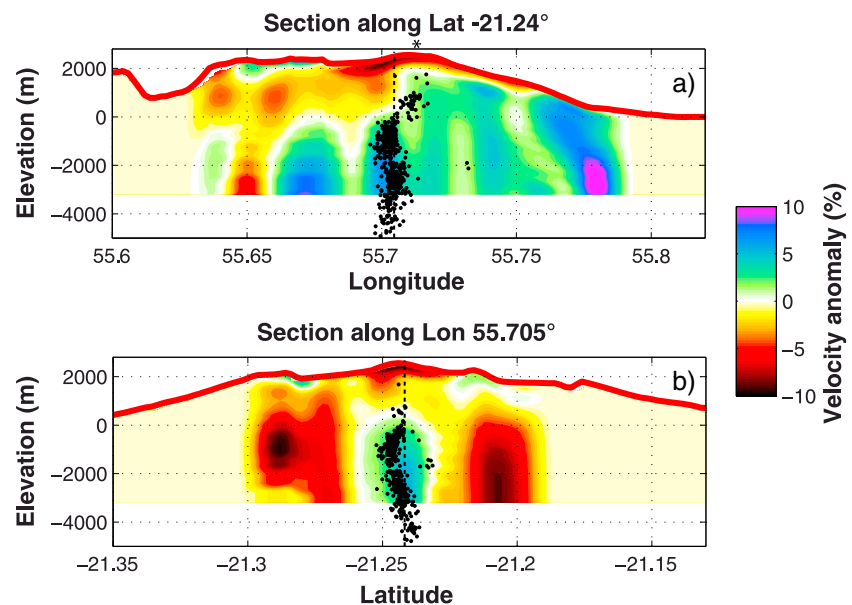 Section along Lat -21.24°
*
a)
2000
0
−2000
−4000
Elevation (m)
55.6 55.65 55.7 55.75 55.8
Longitude
Section along Lon 55.705°
b)
2000
0
−2000
−4000
Elevation (m)
−21.35 −21.3 −21.25 −21.2 −21.15
Latitude
10
5
0
−5
−10
Velocity anomaly (%)